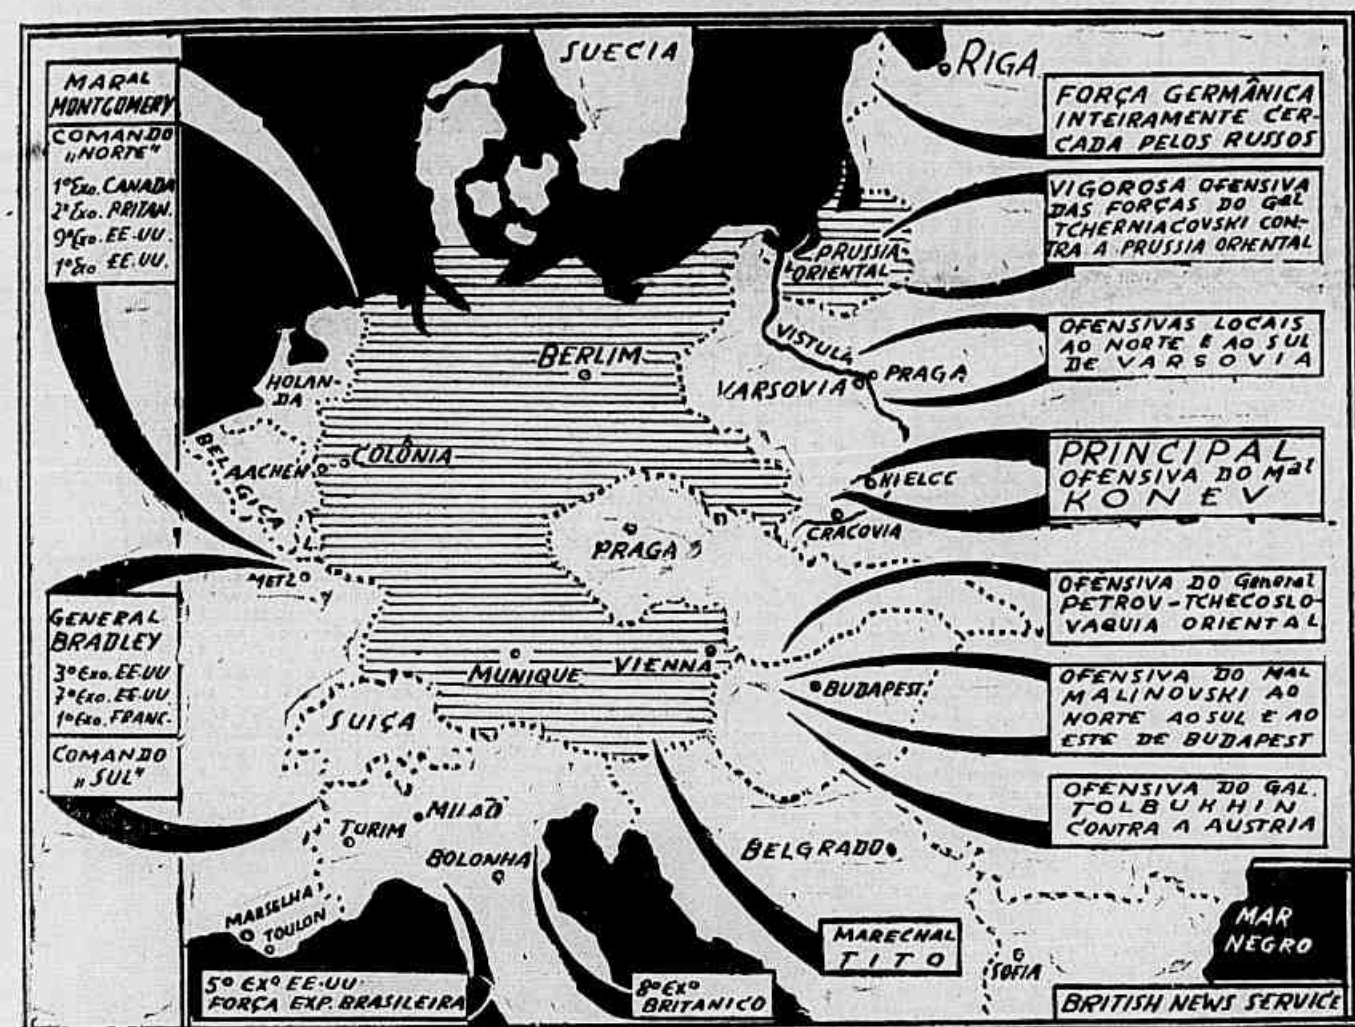 MARAL
MONTGOMERY
COMANDO
„NORTE"
1º Exo. CANADA
2º Exo. BRITAN.
9º Exo. EE.UU.
1º Exo EE.UU.
GENERAL
BRADLEY
3º Exo. EE.UU
7º Exo. EE.UU
1º Exo. FRANC.
COMANDO
„SUL"
SUECIA
RIGA
PRUSSIA
ORIENTAL
VISTULA
BERLIM
VARSOVIA
PRAGA
HOLAN-
DA
BELGICA
AACHEN
COLÔNIA
KIELCC
CRACOVIA
PRAGA
L.
METZ
MUNIQUE
VIENNA
BUDAPEST.
SUIÇA
MILAÕ
TURIM
BOLONHA
BELGRADO
MARSELHA
TOULON
SOFIA
MAR
NEGRO
FORÇA GERMÂNICA
INTEIRAMENTE CER-
CADA PELOS RUSSOS
VIGOROSA OFENSIVA
DAS FORÇAS DO Gal
TCHERNIACOVSKI CON-
TRA A PRUSSIA ORIENTAL
OFENSIVAS LOCAIS
AO NORTE E AO SUL
DE VARSOVIA
PRINCIPAL
OFENSIVA DO Mal
KONEV
OFENSIVA DO General
PETROV-TCHECOSLO-
VAQUIA ORIENTAL
OFENSIVA DO MAL
MALINOVSKI AO
NORTE AO SUL E AO
ESTE DE BUDAPEST
OFENSIVA DO GAL.
TOLBUKHIN
CONTRA A AUSTRIA
MARECHAL
TITO
5º EXº EE·UU·
FORÇA EXP. BRASILEIRA
8º EXº
BRITANICO
BRITISH NEWS SERVICE